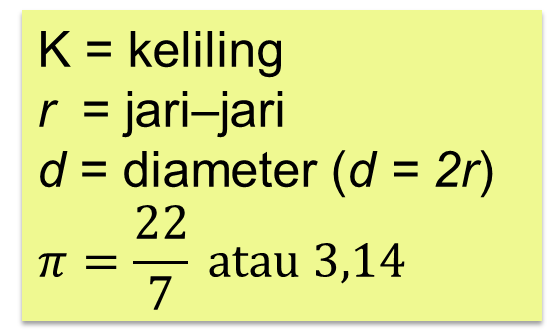 K = keliling
r = jari–jari
d = diameter (d = 2r)
π = 22/7 atau 3,14